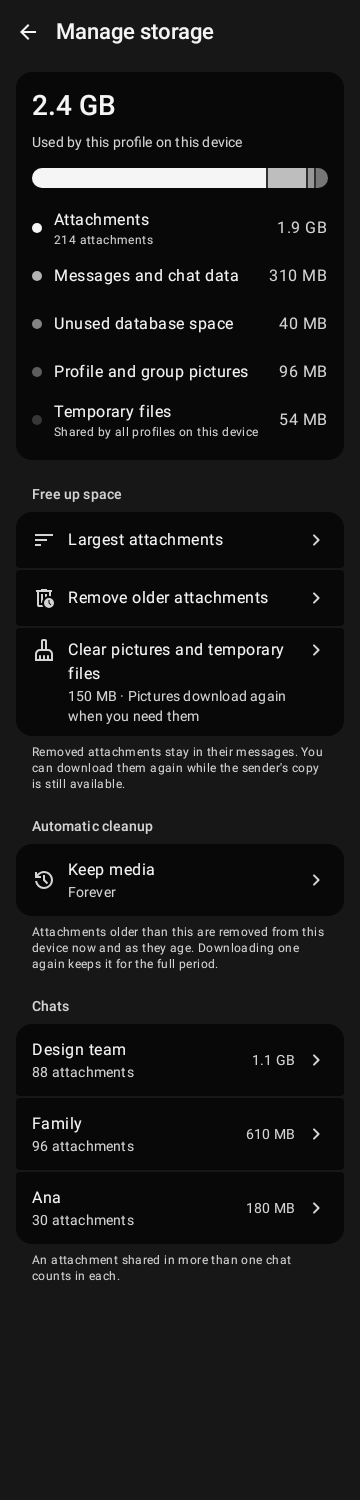 Manage storage
2.4 GB
Used by this profile on this device
Attachments
214 attachments
1.9 GB
Messages and chat data
310 MB
Unused database space
40 MB
Profile and group pictures
96 MB
Temporary files
Shared by all profiles on this device
54 MB
Free up space
Largest attachments
Remove older attachments
Clear pictures and temporary
files
150 MB · Pictures download again
when you need them
Removed attachments stay in their messages. You
can download them again while the sender's copy
is still available.
Automatic cleanup
Keep media
Forever
Attachments older than this are removed from this
device now and as they age. Downloading one
again keeps it for the full period.
Chats
Design team
88 attachments
1.1 GB
Family
96 attachments
610 MB
Ana
30 attachments
180 MB
An attachment shared in more than one chat
counts in each.